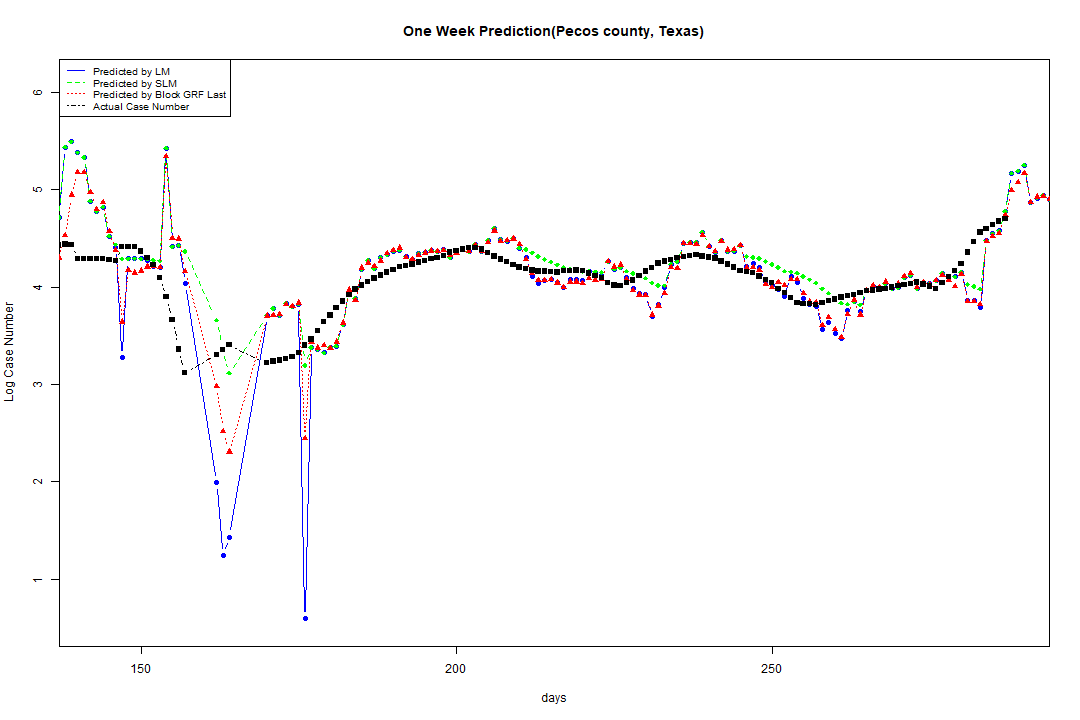 One Week Prediction(Pecos county, Texas)
Predicted by LM
Predicted by SLM
Predicted by Block GRF Last
Actual Case Number
6
5
4
3
2
1
Log Case Number
150
200
250
days